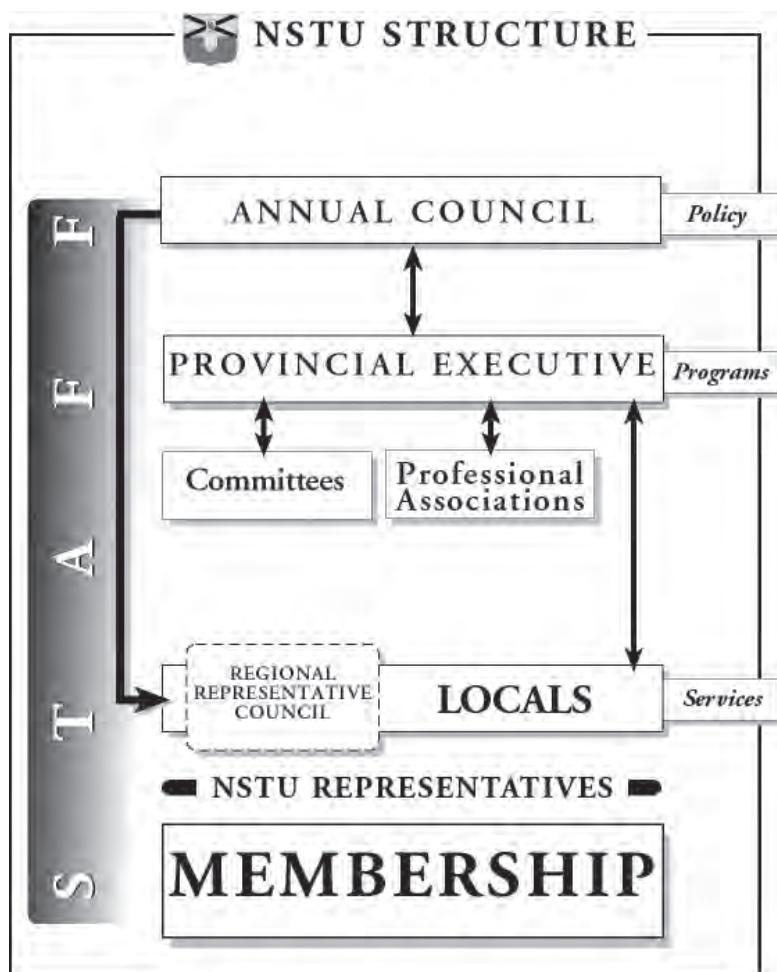 NSTU STRUCTURE
ANNUAL COUNCIL
Policy
PROVINCIAL EXECUTIVE
Programs
Committees
Professional
Associations
REGIONAL
REPRESENTATIVE
COUNCIL
LOCALS
Services
NSTU REPRESENTATIVES
MEMBERSHIP
STAFF